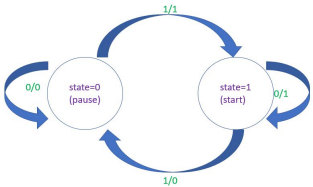 1/1
0/0
state=0
(pause)
state=1
(start)
0/1
1/0